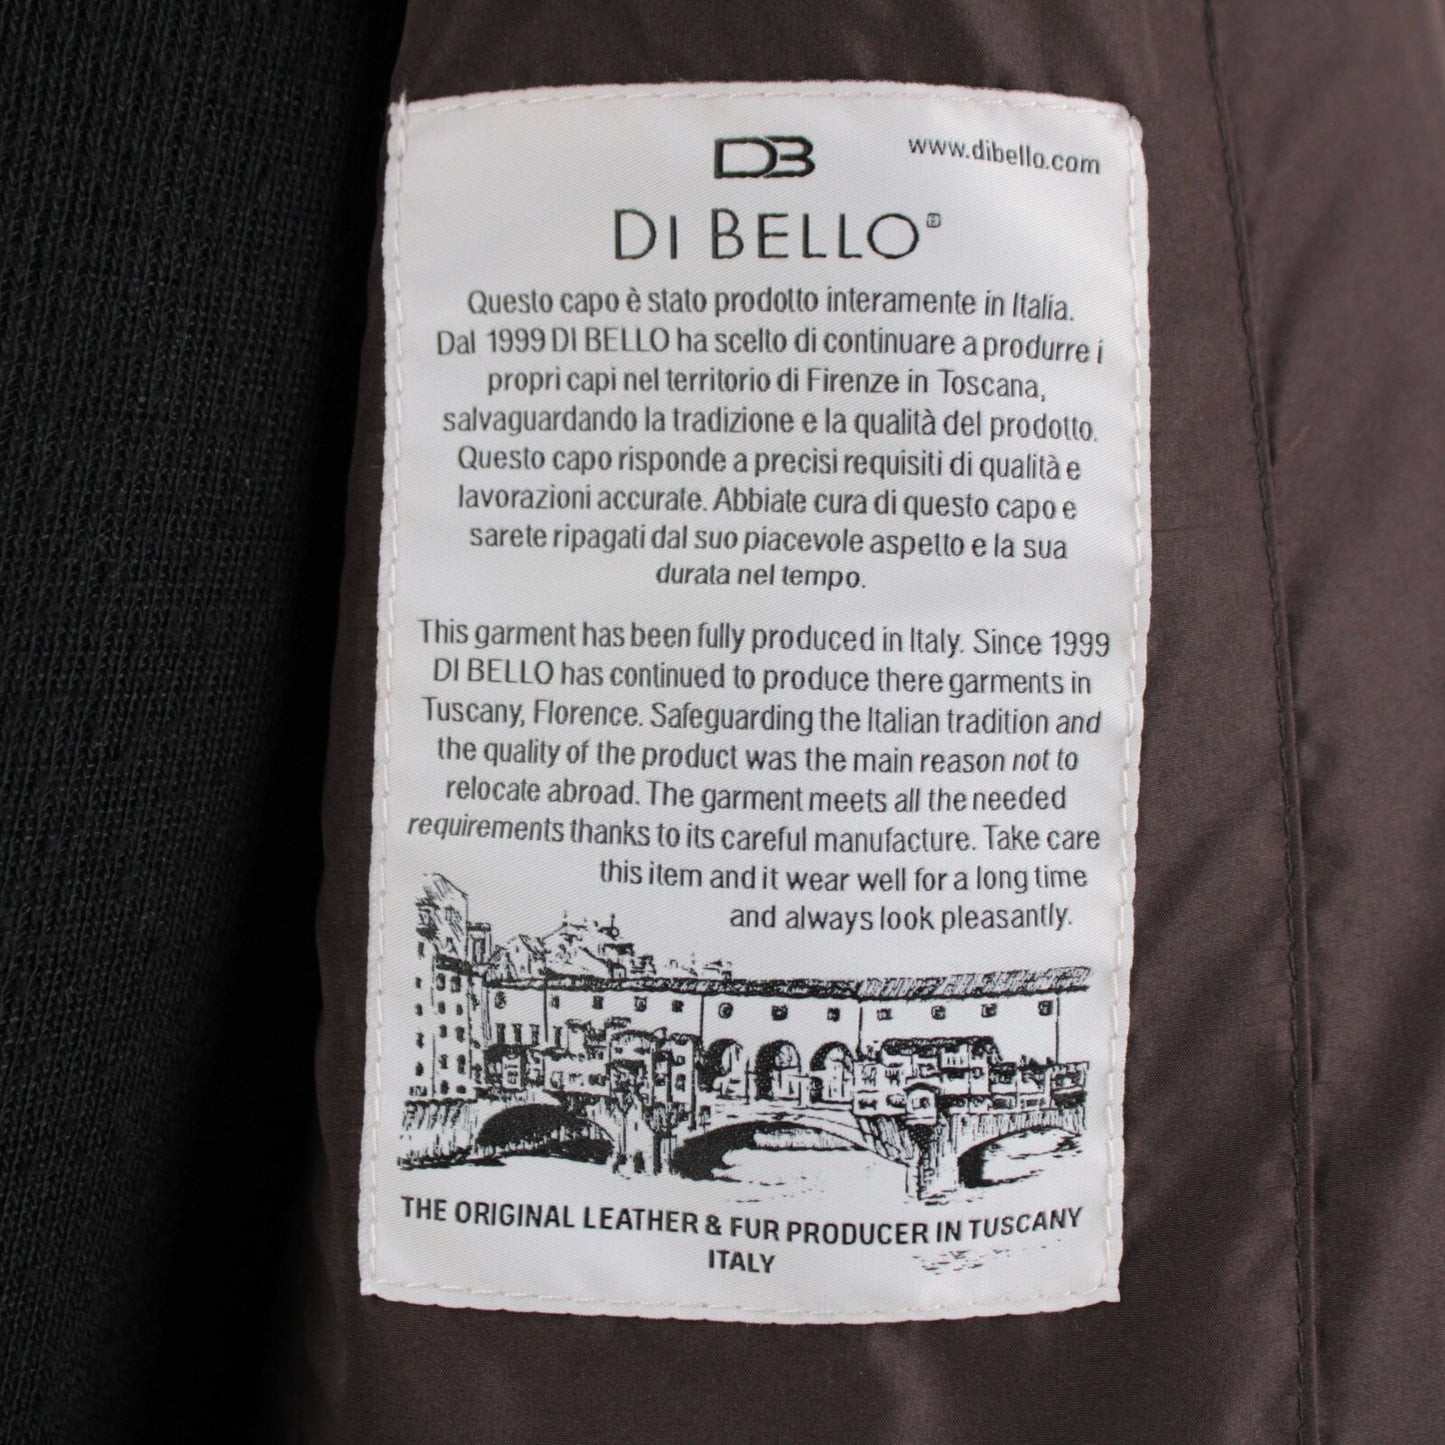 DB
www.dibello.com
DI BELLO®
Questo capo è stato prodotto interamente in Italia.
Dal 1999 DI BELLO ha scelto di continuare a produrre i
propri capi nel territorio di Firenze in Toscana,
salvaguardando la tradizione e la qualità del prodotto.
Questo capo risponde a precisi requisiti di qualità e
lavorazioni accurate. Abbiate cura di questo capo e
sarete ripagati dal suo piacevole aspetto e la sua
durata nel tempo.
This garment has been fully produced in Italy. Since 1999
DI BELLO has continued to produce there garments in
Tuscany, Florence. Safeguarding the Italian tradition and
the quality of the product was the main reason not to
relocate abroad. The garment meets all the needed
requirements thanks to its careful manufacture. Take care
this item and it wear well for a long time
and always look pleasantly.
THE ORIGINAL LEATHER & FUR PRODUCER IN TUSCANY
ITALY